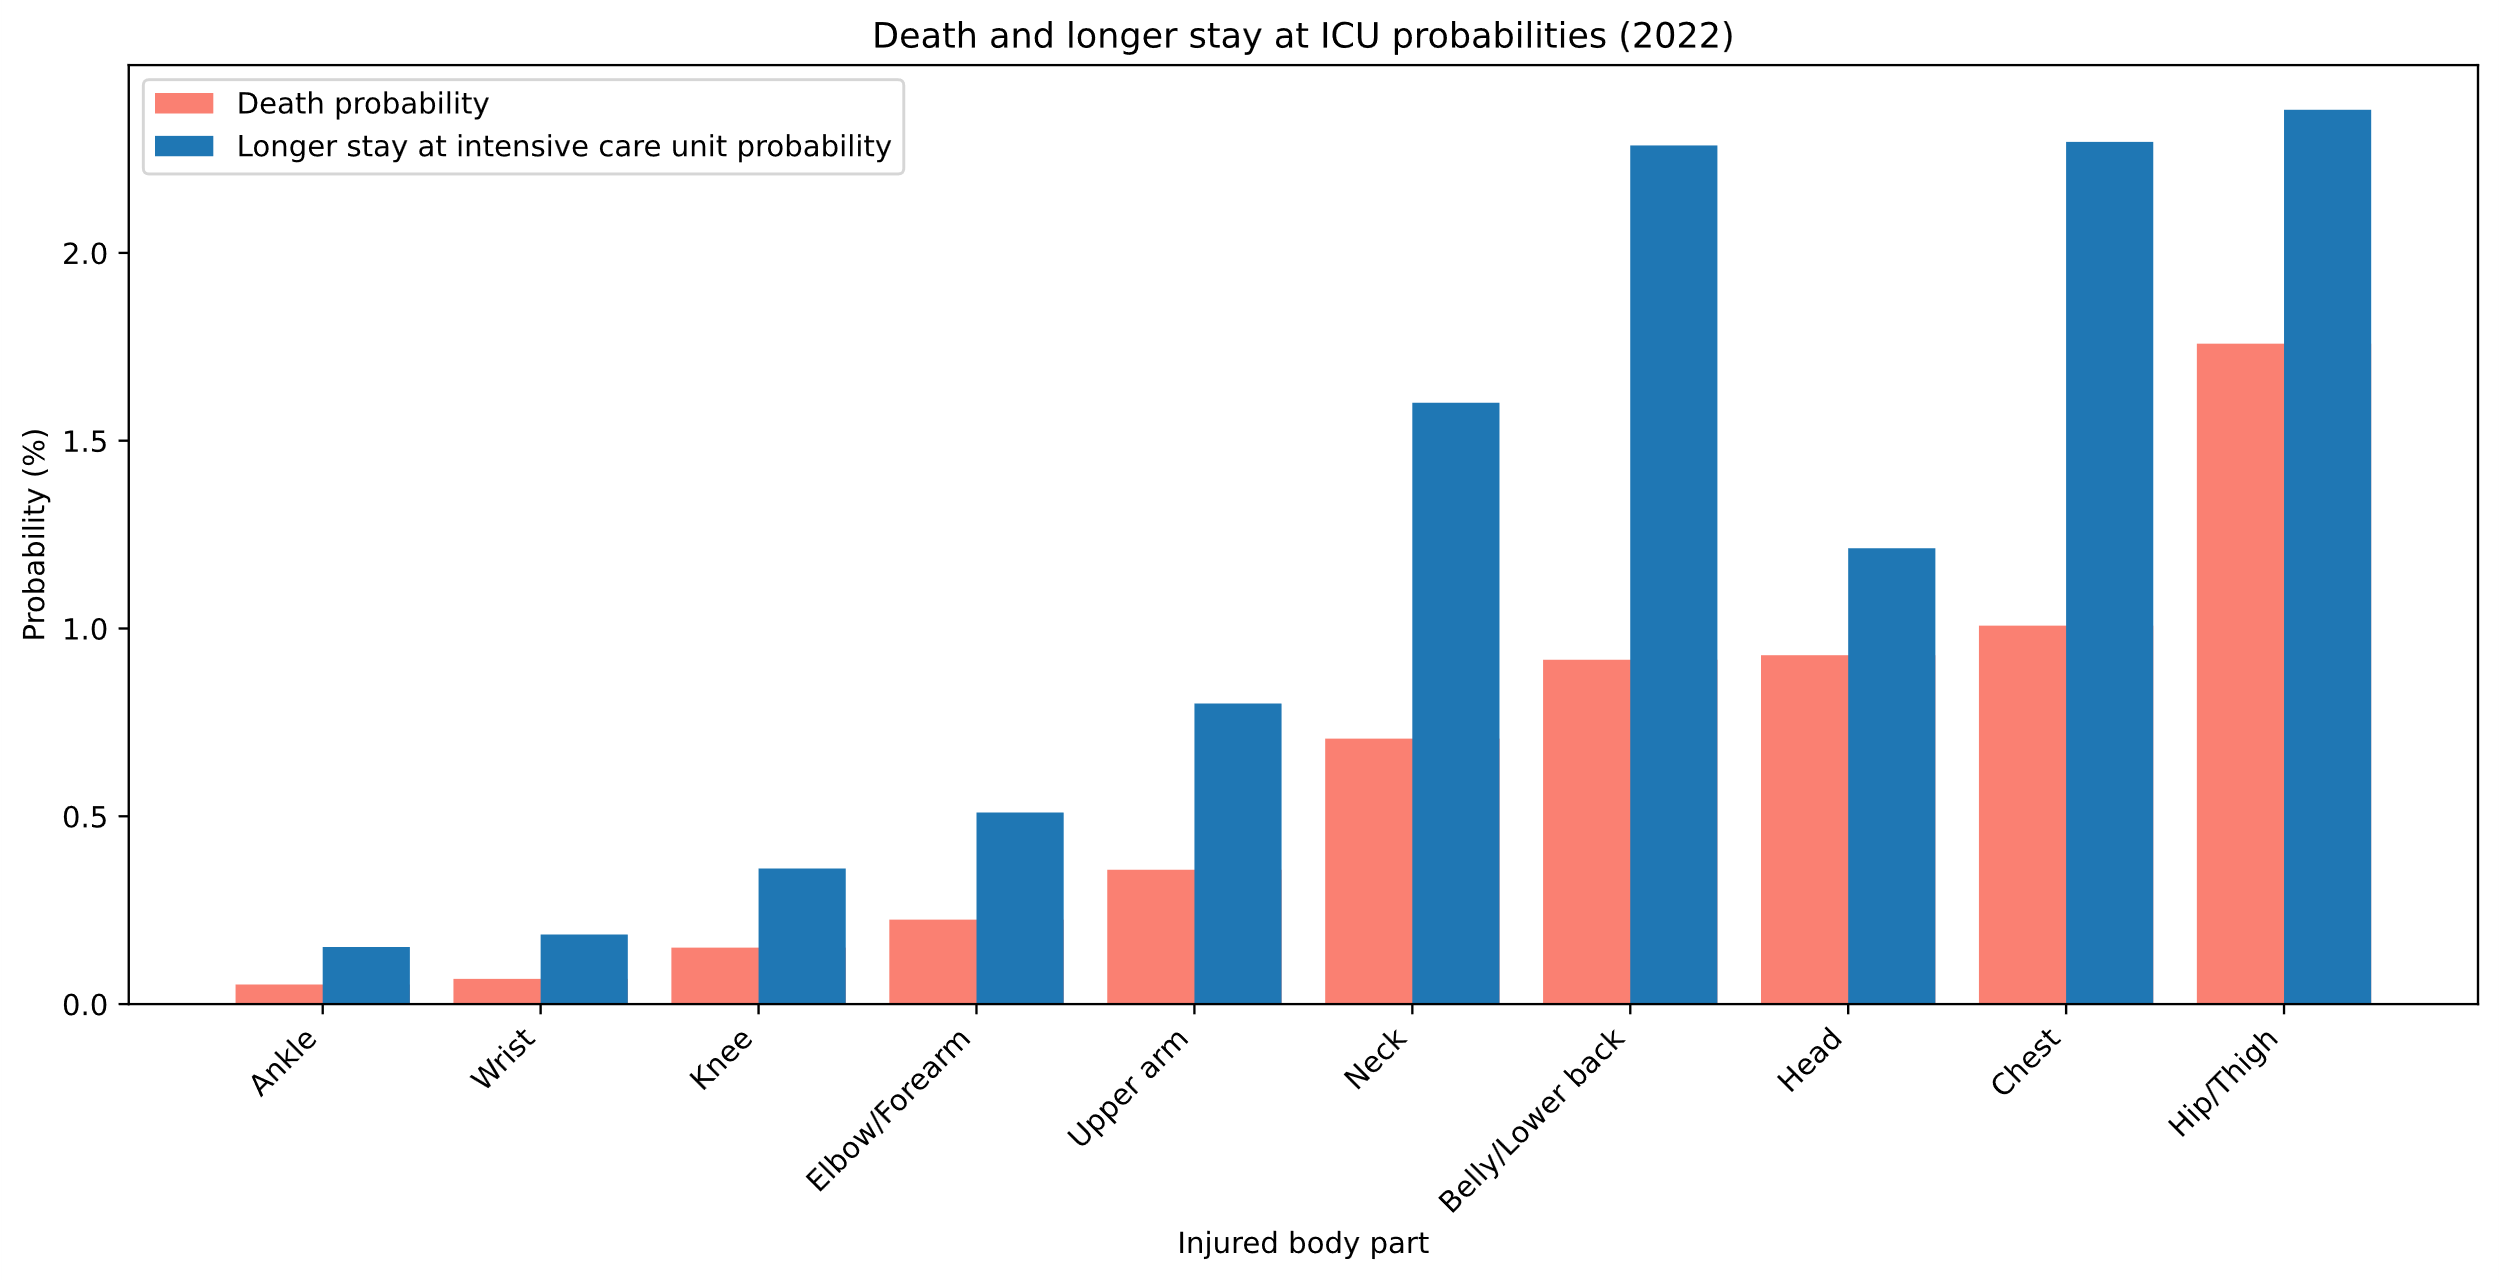 Death and longer stay at ICU probabilities (2022)
Death probability
Longer stay at intensive care unit probability
Probability (%)
2.0
1.5
1.0
0.5
0.0
Ankle
Wrist
Knee
Elbow/Forearm
Upper arm
Neck
Belly/Lower back
Head
Chest
Hip/Thigh
Injured body part